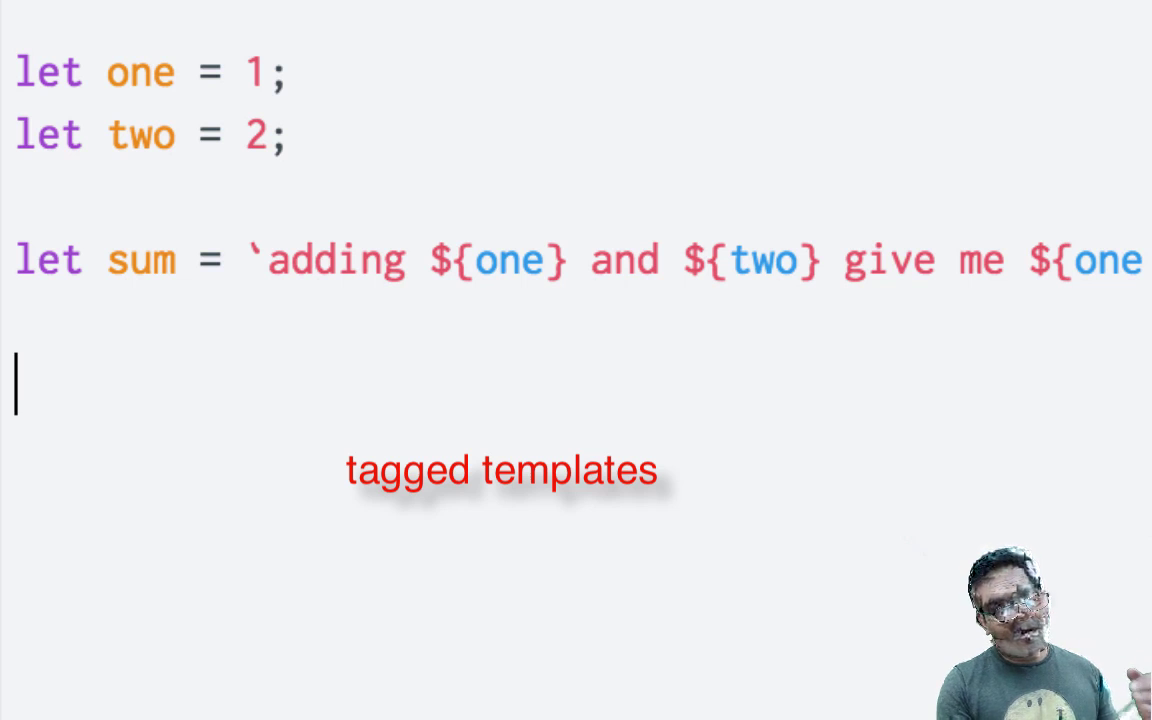 let one = 1;
let two = 2;
let sum = `adding ${one} and ${two} give me ${one
tagged templates